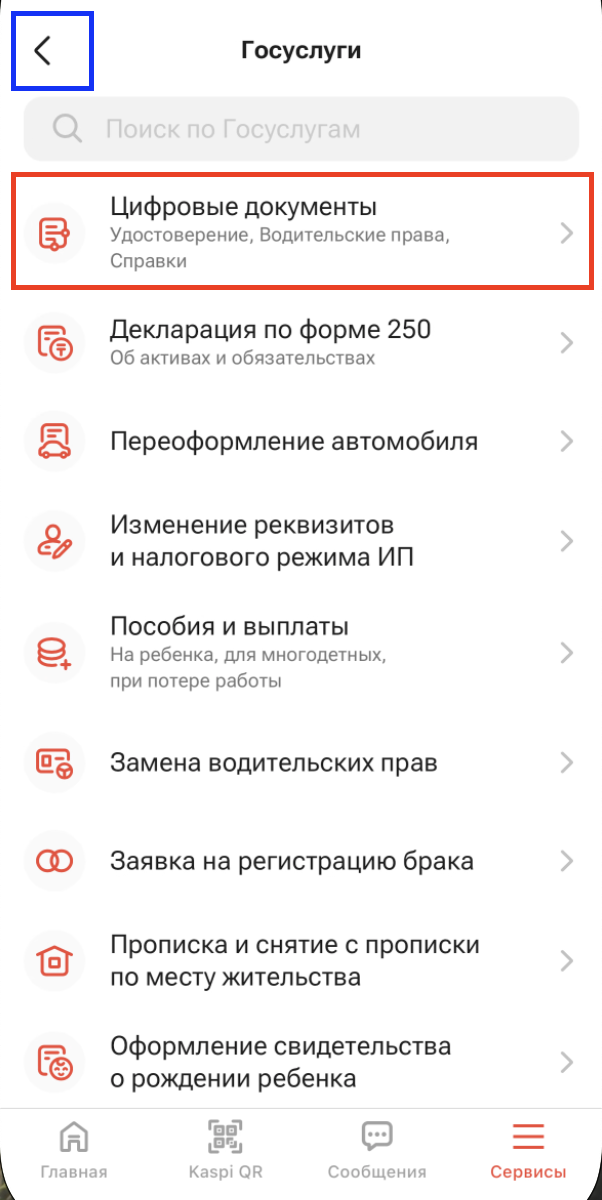 Госуслуги
Поиск по Госуслугам
Цифровые документы
Удостоверение, Водительские права,
Справки
Декларация по форме 250
Об активах и обязательствах
Переоформление автомобиля
Изменение реквизитов
и налогового режима ИП
Пособия и выплаты
На ребенка, для многодетных,
при потере работы
Замена водительских прав
Заявка на регистрацию брака
Прописка и снятие с прописки
по месту жительства
Оформление свидетельства
о рождении ребенка
Главная
Kaspi QR
Сообщения
Сервисы